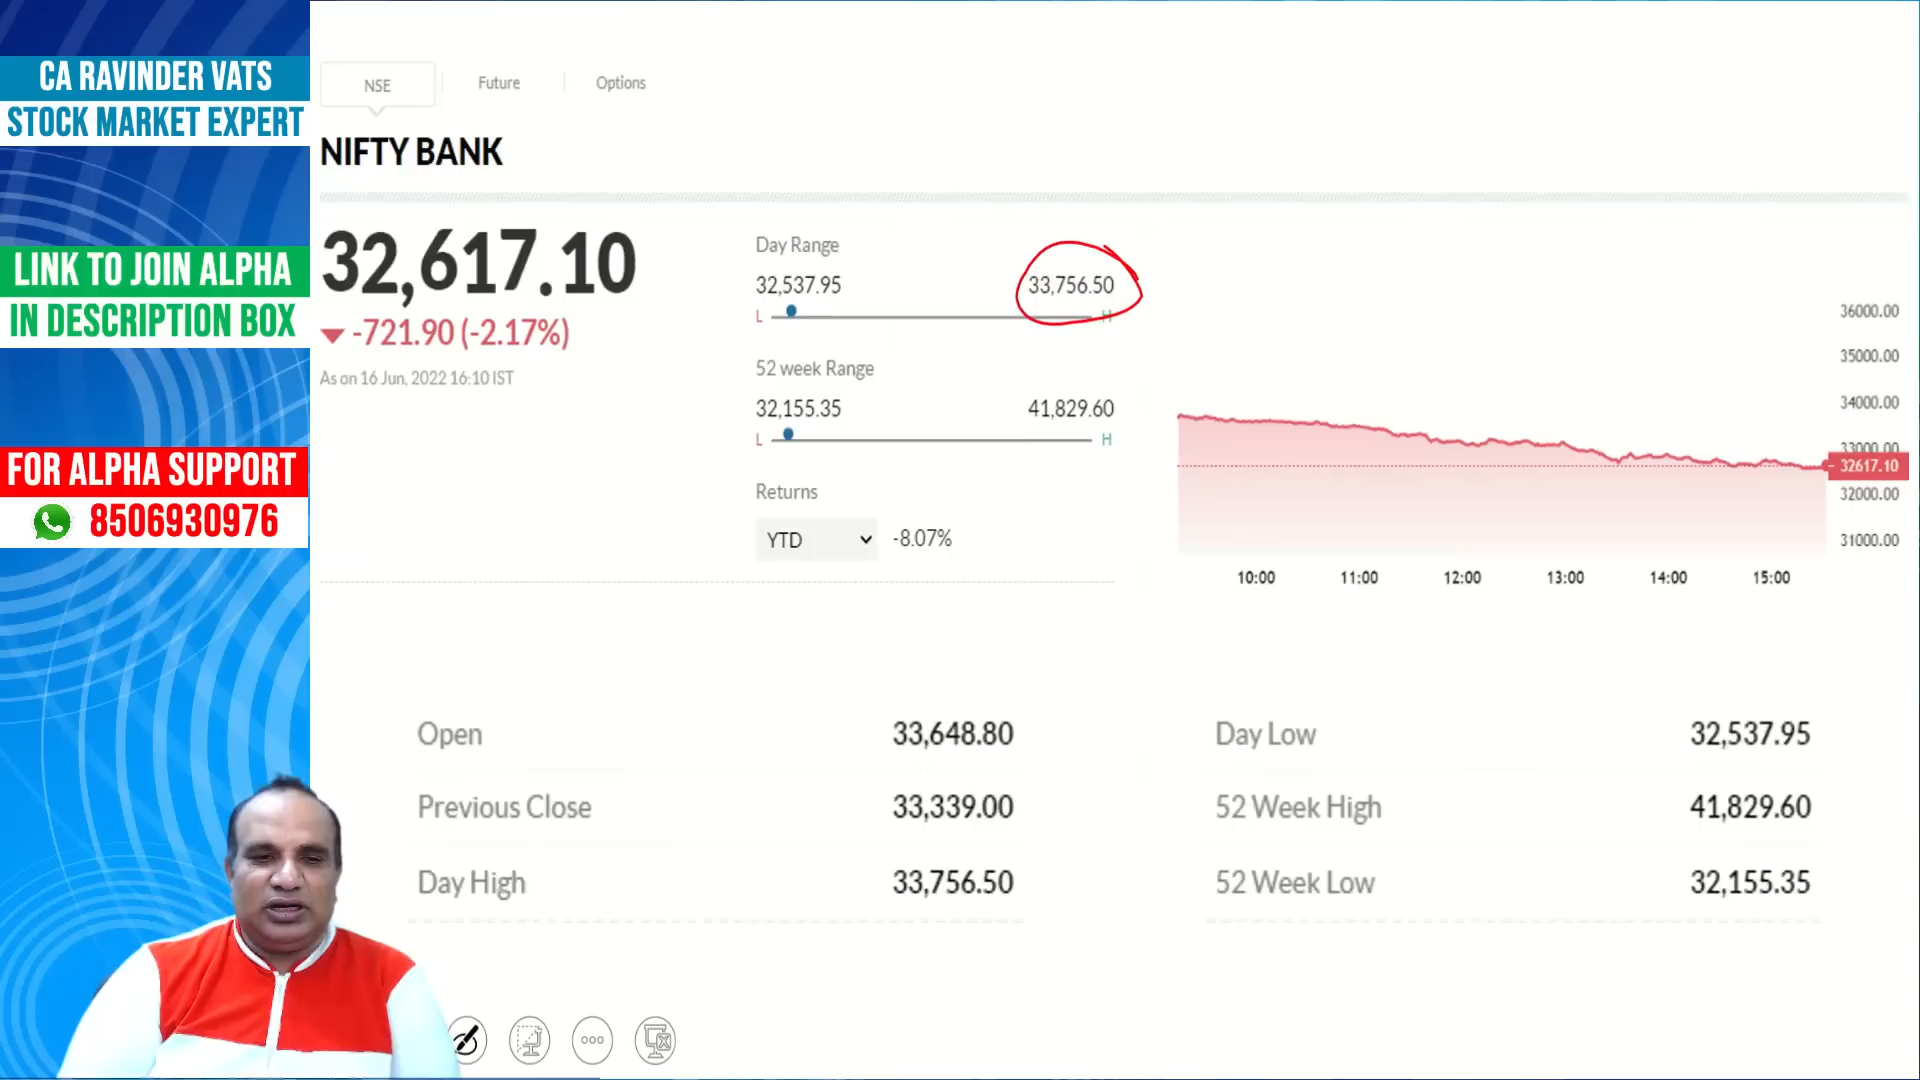 CA RAVINDER VATS
STOCK MARKET EXPERT
LINK TO JOIN ALPHA
IN DESCRIPTION BOX
FOR ALPHA SUPPORT
8506930976
NSE Future Options
NIFTY BANK
32,617.10
-721.90 (-2.17%)
As on 16 Jun, 2022 16:10 IST
Day Range
32,537.95 33,756.50
L H
52 week Range
32,155.35 41,829.60
L H
Returns
YTD -8.07%
36000.00
35000.00
34000.00
33000.00
32617.10
32000.00
31000.00
10:00 11:00 12:00 13:00 14:00 15:00
Open 33,648.80
Previous Close 33,339.00
Day High 33,756.50
Day Low 32,537.95
52 Week High 41,829.60
52 Week Low 32,155.35